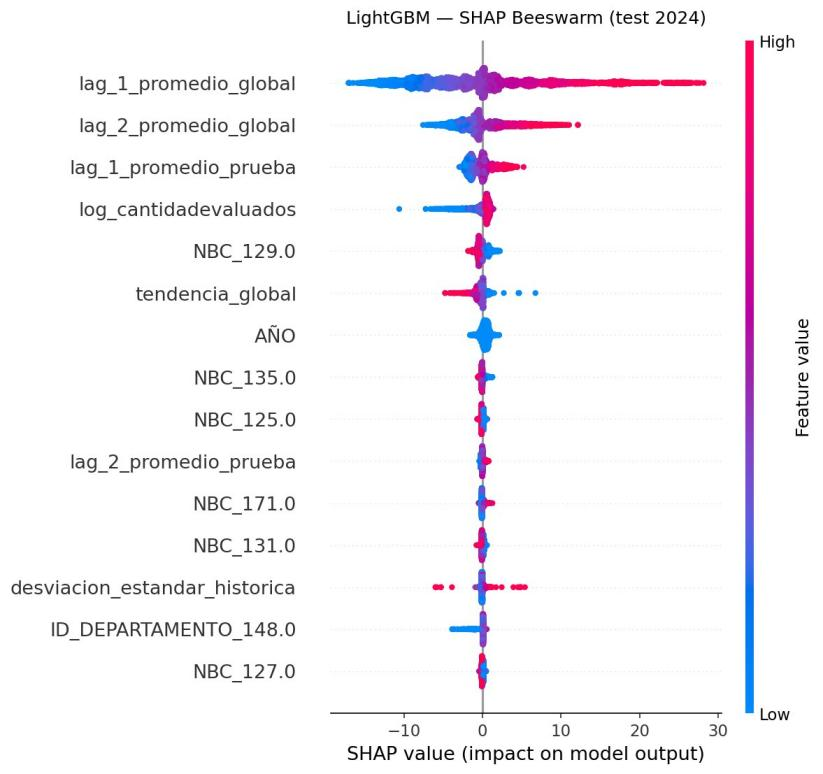 LightGBM — SHAP Beeswarm (test 2024)
High
lag_1_promedio_global
lag_2_promedio_global
lag_1_promedio_prueba
log_cantidadevaluados
NBC_129.0
tendencia_global
AÑO
NBC_135.0
NBC_125.0
lag_2_promedio_prueba
NBC_171.0
NBC_131.0
desviacion_estandar_historica
ID_DEPARTAMENTO_148.0
NBC_127.0
Feature value
Low
−10 0 10 20 30
SHAP value (impact on model output)